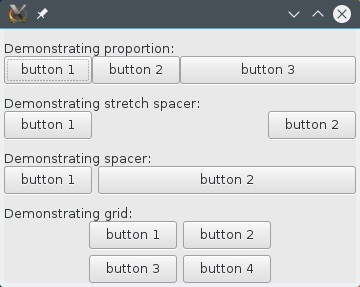 Demonstrating proportion:
button 1 button 2 button 3
Demonstrating stretch spacer:
button 1 button 2
Demonstrating spacer:
button 1 button 2
Demonstrating grid:
button 1 button 2
button 3 button 4